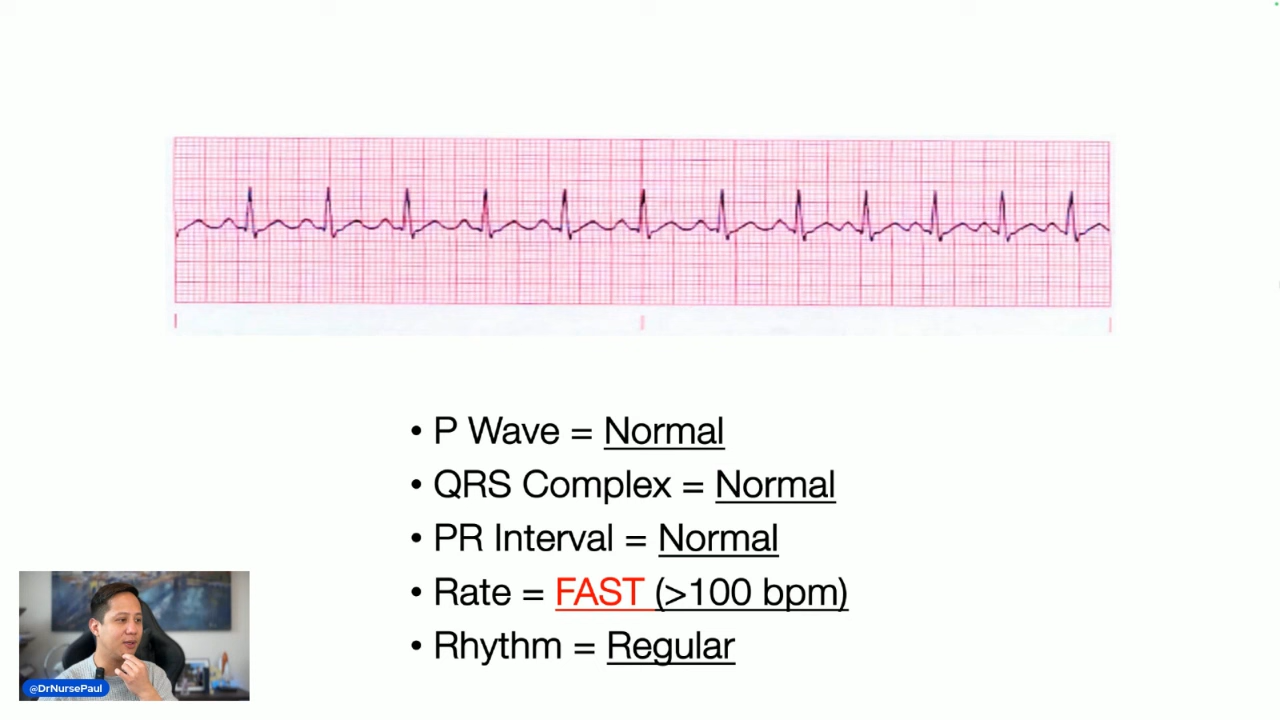 • P Wave = Normal
• QRS Complex = Normal
• PR Interval = Normal
• Rate = FAST (>100 bpm)
• Rhythm = Regular
@DrNursePaul